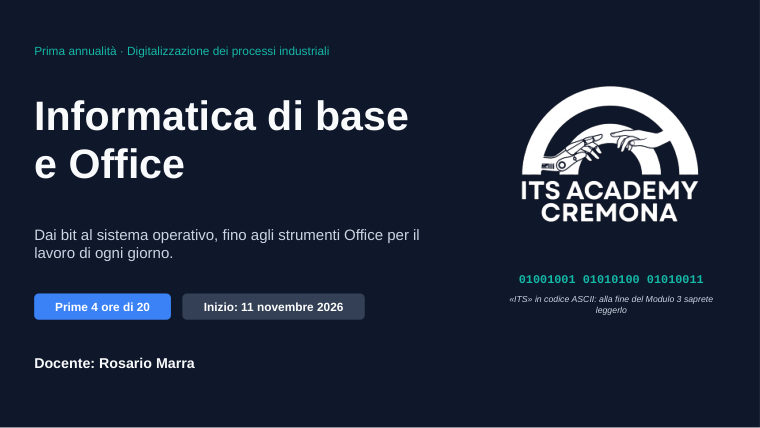 Prima annualità · Digitalizzazione dei processi industriali
Informatica di base
e Office
Dai bit al sistema operativo, fino agli strumenti Office per il
lavoro di ogni giorno.
Prime 4 ore di 20
Inizio: 11 novembre 2026
Docente: Rosario Marra
ITS ACADEMY
CREMONA
01001001 01010100 01010011
«ITS» in codice ASCII: alla fine del Modulo 3 saprete
leggerlo